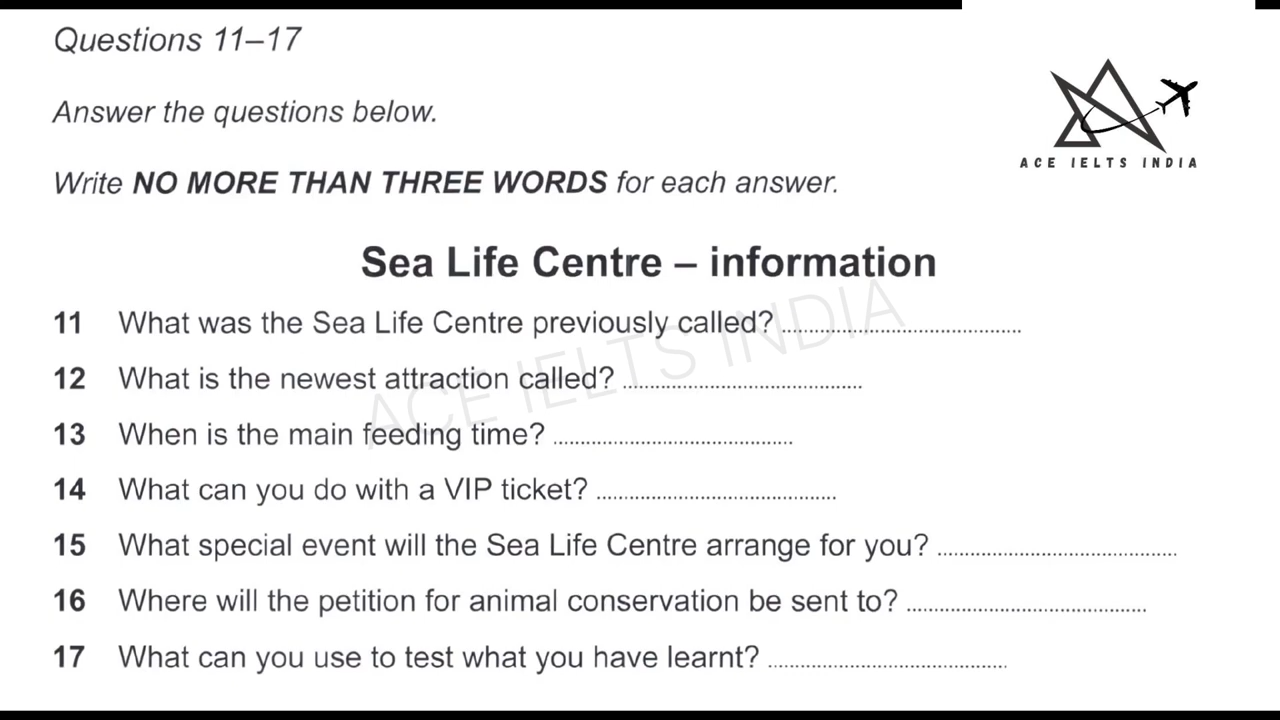 Questions 11–17
Answer the questions below.
ACE IELTS INDIA
Write NO MORE THAN THREE WORDS for each answer.
Sea Life Centre – information
ACE IELTS INDIA
11 What was the Sea Life Centre previously called? ..............................................
12 What is the newest attraction called? ..............................................
13 When is the main feeding time? ..............................................
14 What can you do with a VIP ticket? ..............................................
15 What special event will the Sea Life Centre arrange for you? ..............................................
16 Where will the petition for animal conservation be sent to? ..............................................
17 What can you use to test what you have learnt? ..............................................